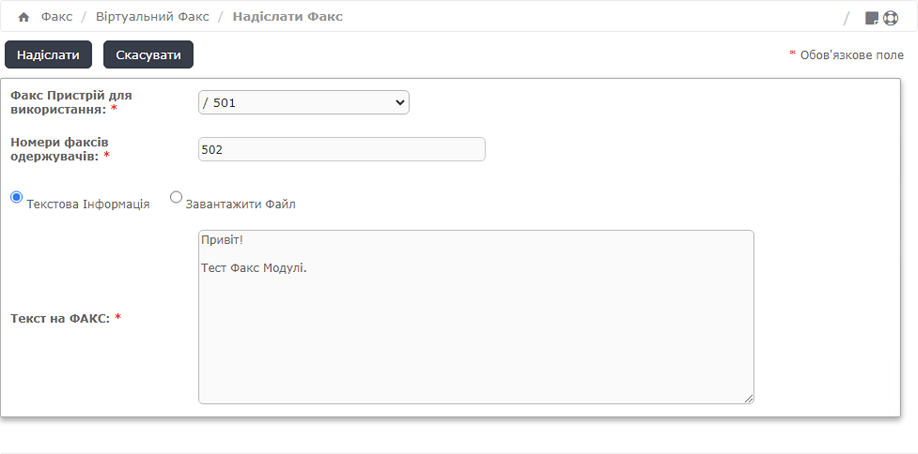 Факс / Віртуальний Факс / Надіслати Факс /
Надіслати Скасувати * Обов'язкове поле
Факс Пристрій для
використання: *
/ 501
Номери факсів
одержувачів: *
502
Текстова Інформація Завантажити Файл
Привіт!
Тест Факс Модулі.
Текст на ФАКС: *